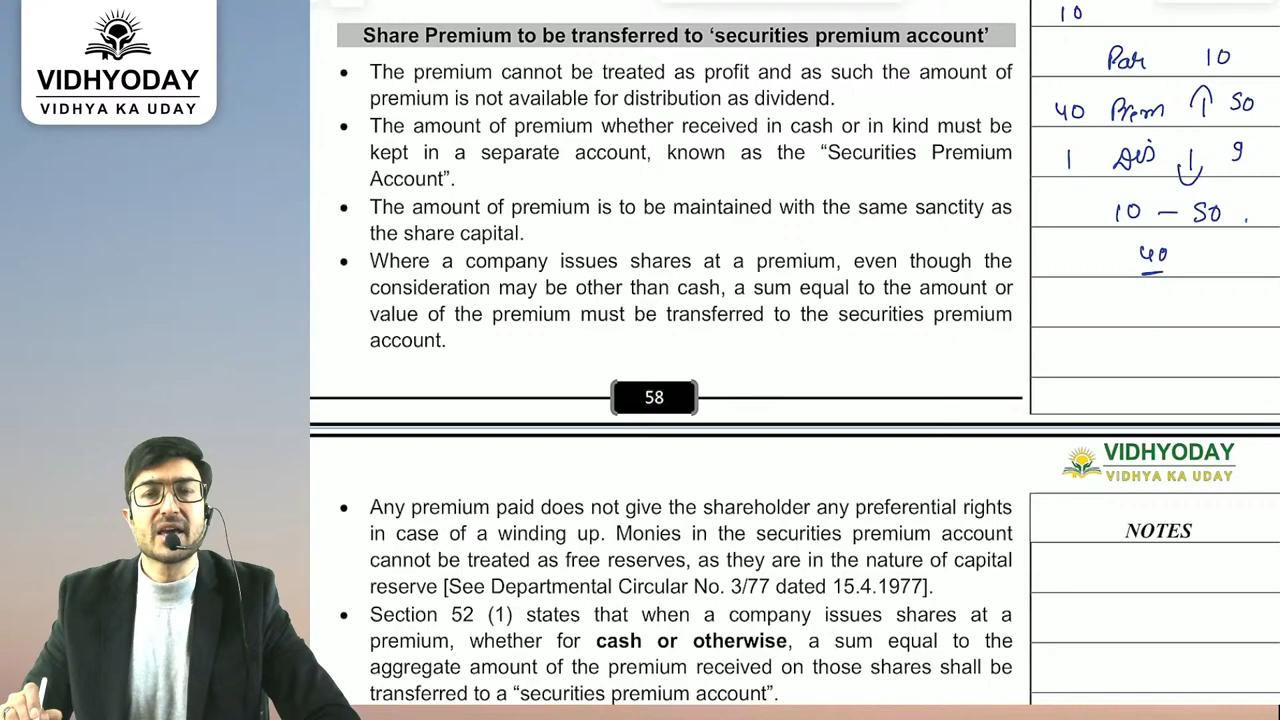 VIDHYODAY
VIDHYA KA UDAY
Share Premium to be transferred to ‘securities premium account’
• The premium cannot be treated as profit and as such the amount of
premium is not available for distribution as dividend.
• The amount of premium whether received in cash or in kind must be
kept in a separate account, known as the “Securities Premium
Account”.
• The amount of premium is to be maintained with the same sanctity as
the share capital.
• Where a company issues shares at a premium, even though the
consideration may be other than cash, a sum equal to the amount or
value of the premium must be transferred to the securities premium
account.
58
10
Par 10
40 Prem ↑ 50
1 Dis ↓ 9
10 – 50
40
VIDHYODAY
VIDHYA KA UDAY
• Any premium paid does not give the shareholder any preferential rights
in case of a winding up. Monies in the securities premium account
cannot be treated as free reserves, as they are in the nature of capital
reserve [See Departmental Circular No. 3/77 dated 15.4.1977].
• Section 52 (1) states that when a company issues shares at a
premium, whether for cash or otherwise, a sum equal to the
aggregate amount of the premium received on those shares shall be
transferred to a “securities premium account”.
NOTES